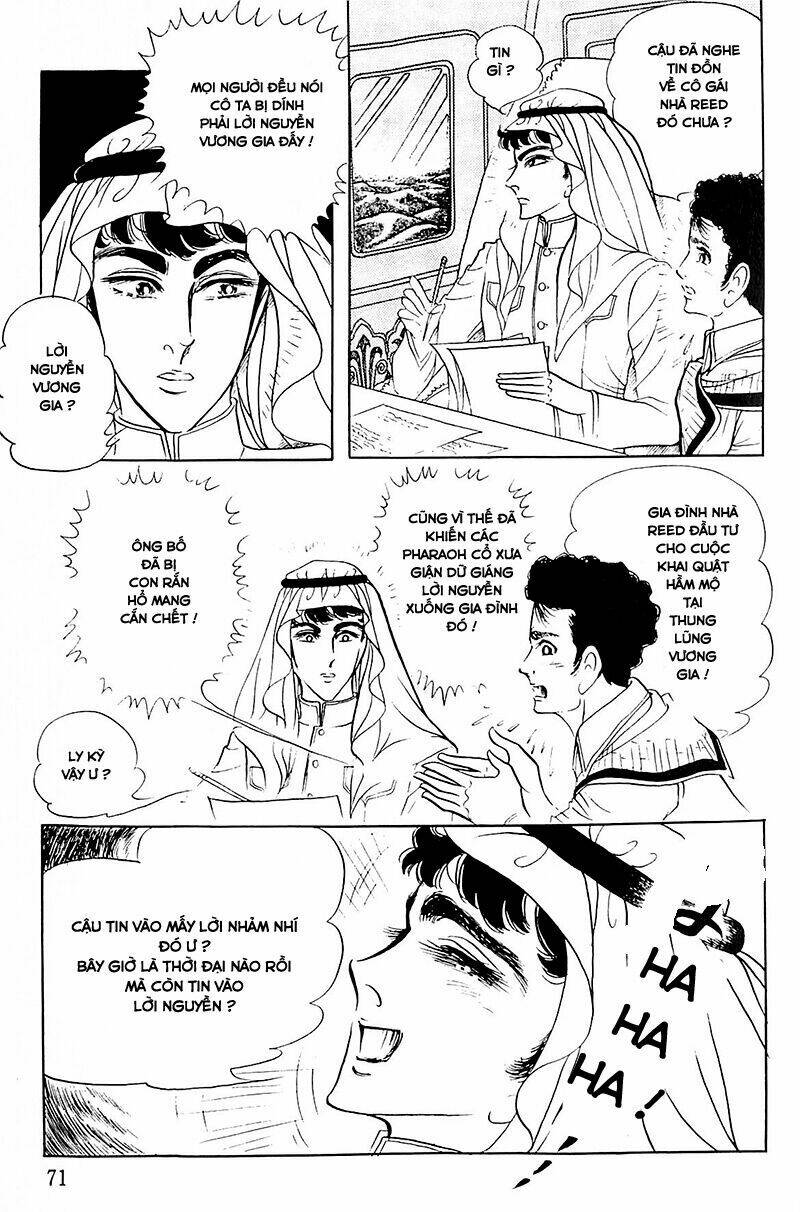 CẬU ĐÃ NGHE
TIN ĐỒN
VỀ CÔ GÁI
NHÀ REED
ĐÓ CHƯA ?
TIN
GÌ ?
MỌI NGƯỜI ĐỀU NÓI
CÔ TA BỊ DÍNH
PHẢI LỜI NGUYỀN
VƯƠNG GIA ĐẤY !
LỜI
NGUYỀN
VƯƠNG
GIA ?
GIA ĐÌNH NHÀ
REED ĐẦU TƯ
CHO CUỘC
KHAI QUẬT
HẦM MỘ
TẠI
THUNG
LŨNG
VƯƠNG
GIA !
CŨNG VÌ THẾ ĐÃ
KHIẾN CÁC
PHARAOH CỔ XƯA
GIẬN DỮ GIÁNG
LỜI NGUYỀN
XUỐNG GIA ĐÌNH
ĐÓ !
ÔNG BỐ
ĐÃ BỊ
CON RẮN
HỔ MANG
CẮN CHẾT !
LY KỲ
VẬY Ư ?
CẬU TIN VÀO MẤY LỜI NHẢM NHÍ
ĐÓ Ư ?
BÂY GIỜ LÀ THỜI ĐẠI NÀO RỒI
MÀ CÒN TIN VÀO
LỜI NGUYỀN ?
HA
HA
HA !
71